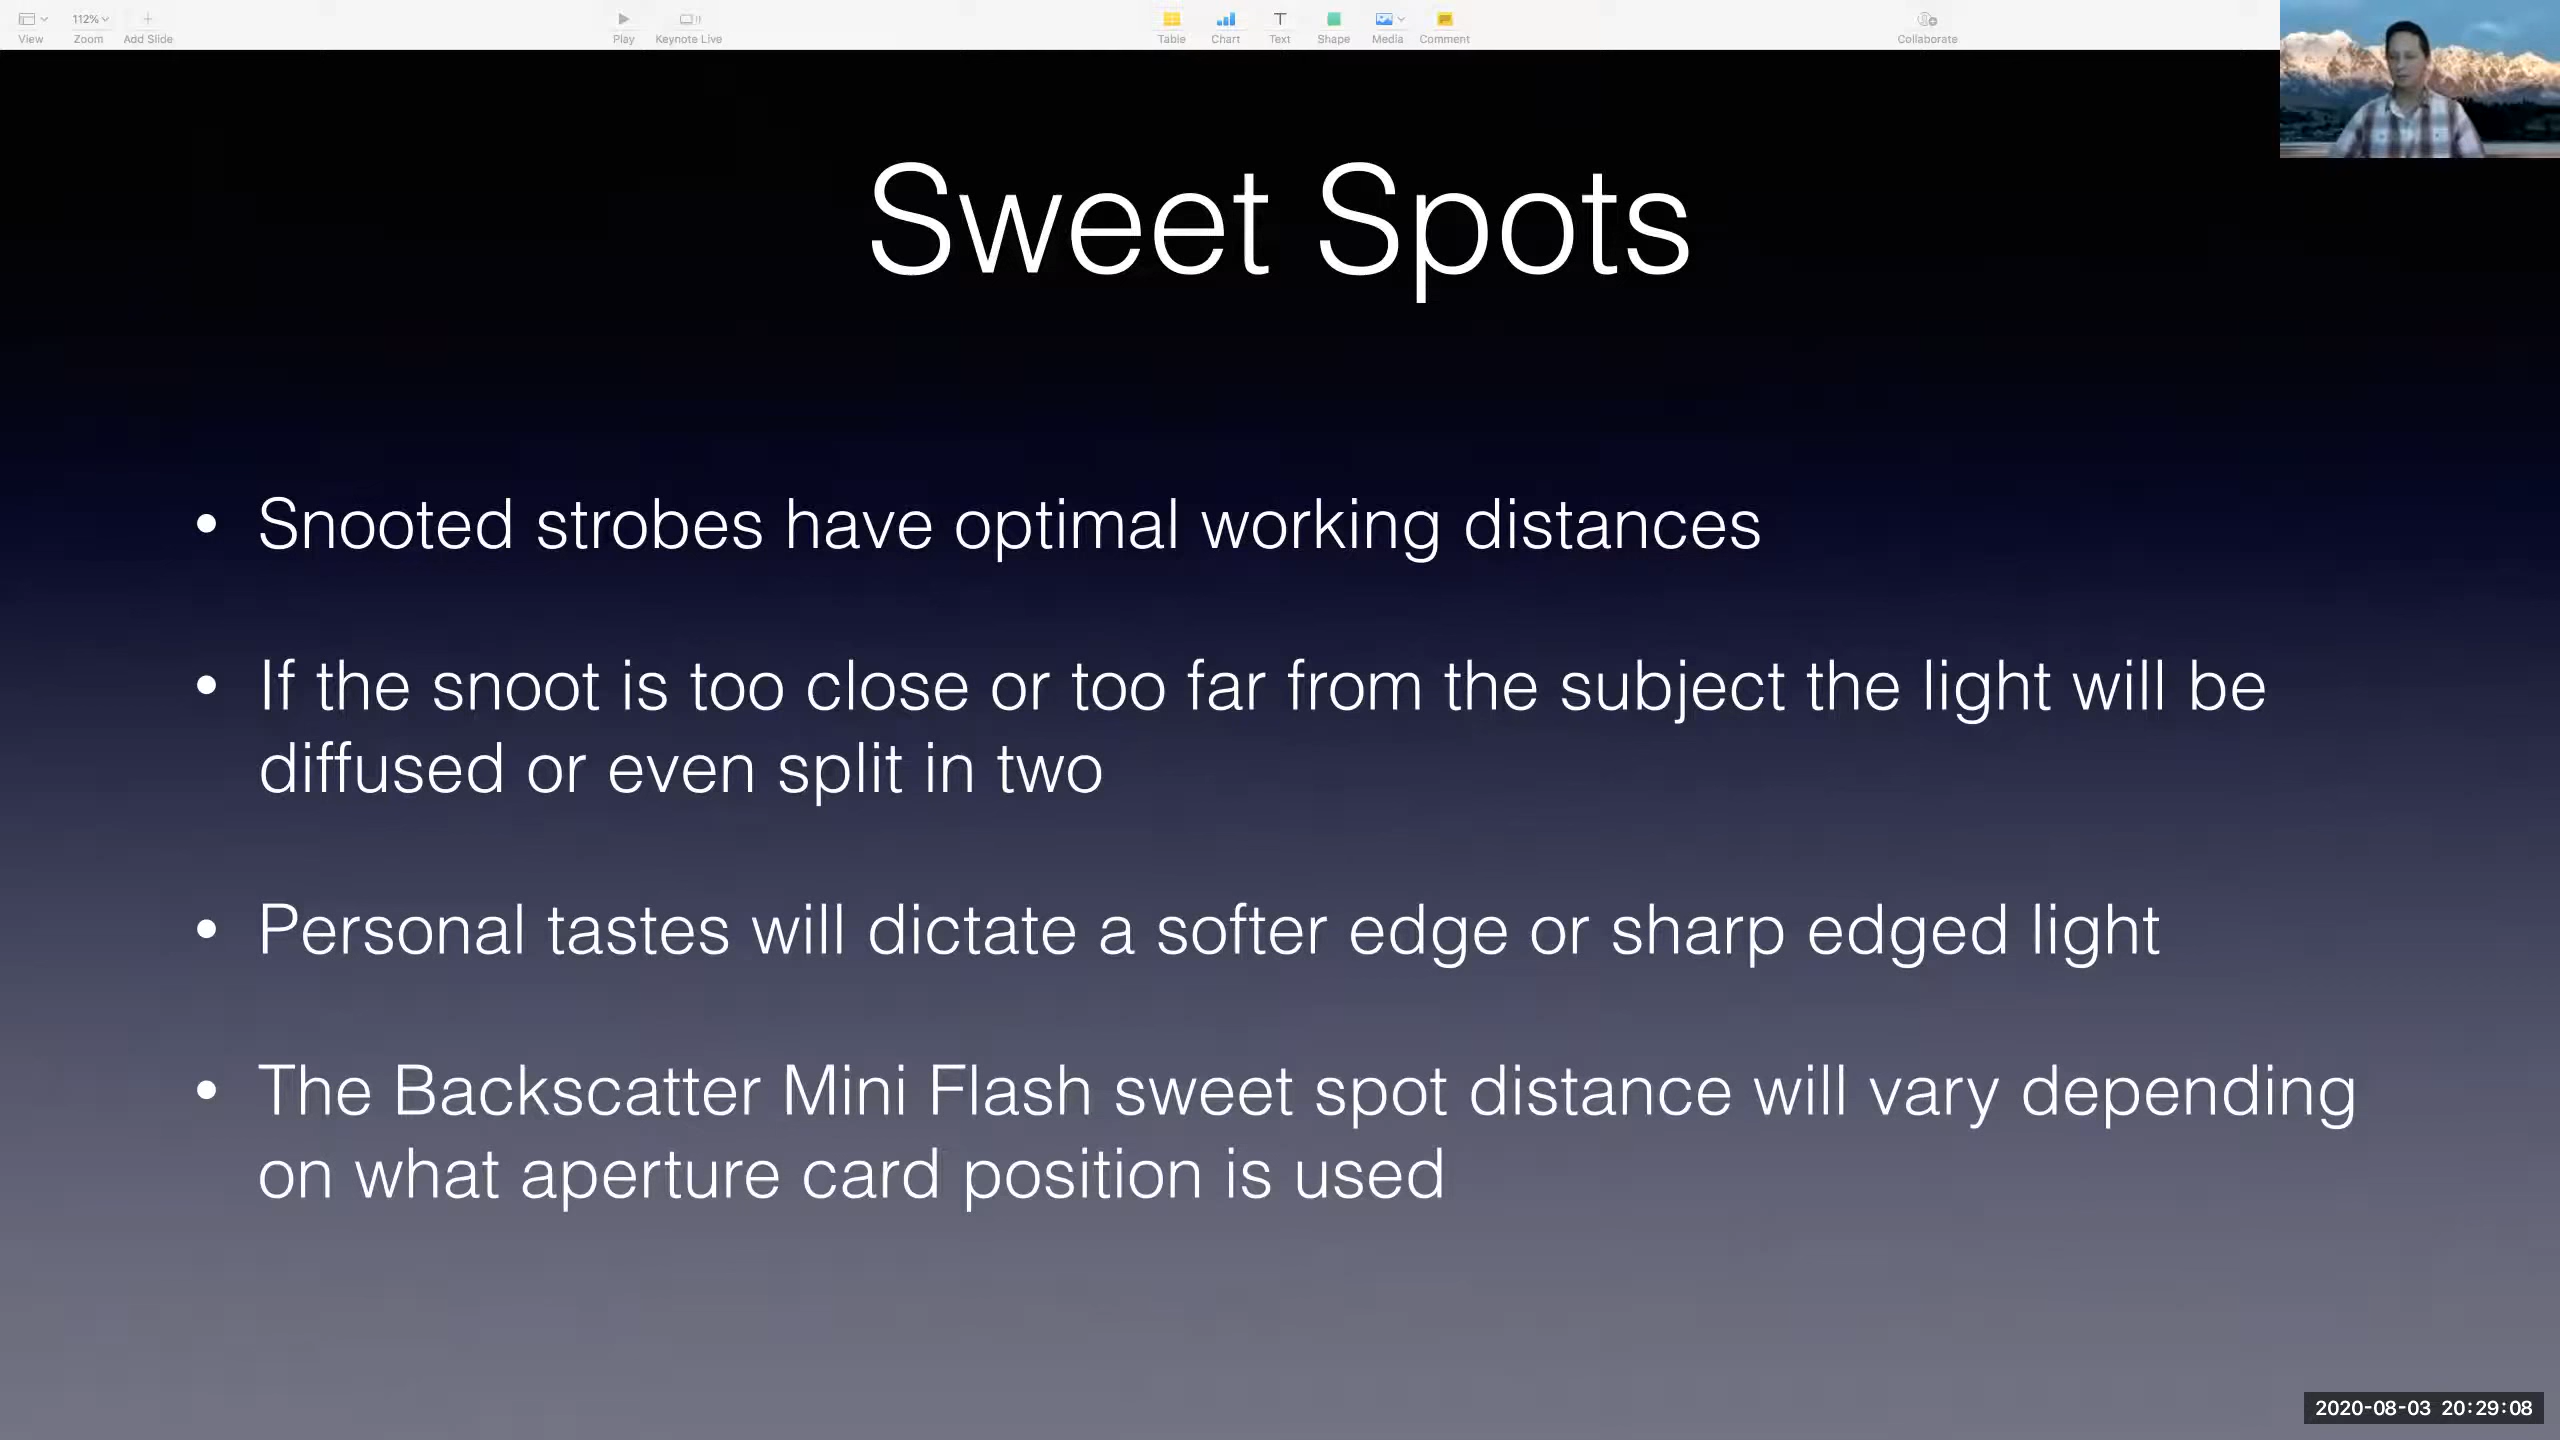 View
112%
Zoom
Add Slide
Play
Keynote Live
Table
Chart
Text
Shape
Media
Comment
Collaborate
Sweet Spots
• Snooted strobes have optimal working distances
• If the snoot is too close or too far from the subject the light will be
diffused or even split in two
• Personal tastes will dictate a softer edge or sharp edged light
• The Backscatter Mini Flash sweet spot distance will vary depending
on what aperture card position is used
2020-08-03 20:29:08